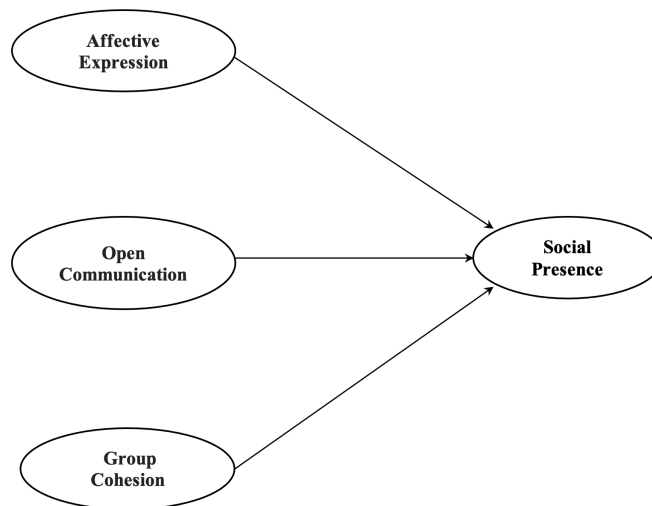 Affective
Expression
Open
Communication
Social
Presence
Group
Cohesion